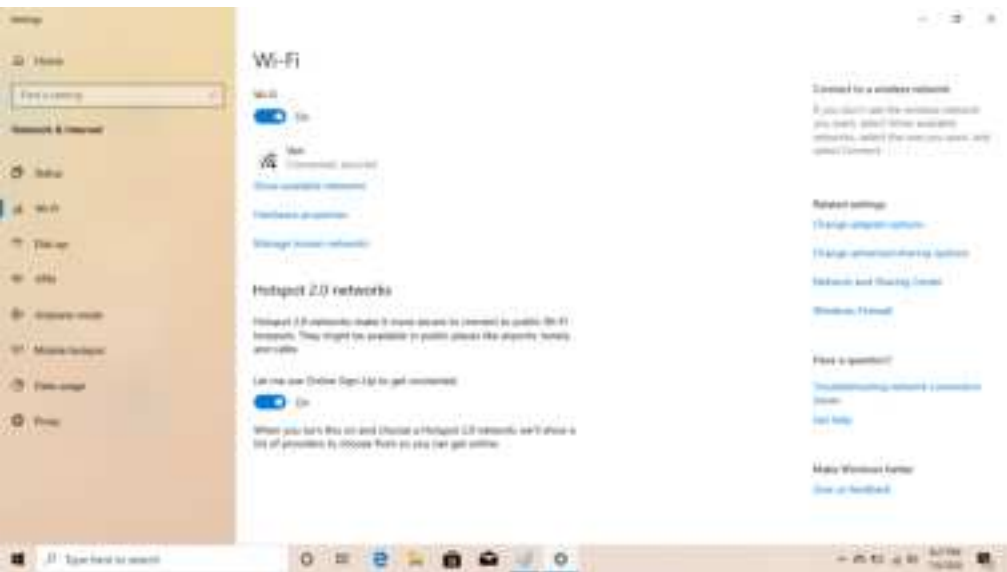 Settings
Home
Find a setting
Network & Internet
Status
Wi-Fi
Dial-up
VPN
Airplane mode
Mobile hotspot
Data usage
Proxy
Wi-Fi
Wi-Fi
On
Connected, secured
Show available networks
Hardware properties
Manage known networks
Hotspot 2.0 networks
Hotspot 2.0 networks make it more secure to connect to public Wi-Fi
hotspots. They might be available in public places like airports, hotels,
and cafes.
Let me use Online Sign-Up to get connected
On
When you turn this on and choose a Hotspot 2.0 network, we'll show a
list of providers to choose from so you can get online.
Connect to a wireless network
If you don't see the wireless network
you want, select Show available
networks, select the one you want, and
select Connect.
Related settings
Change adapter options
Change advanced sharing options
Network and Sharing Center
Windows Firewall
Have a question?
Troubleshooting network connection
issues
Get help
Make Windows better
Give us feedback
Type here to search